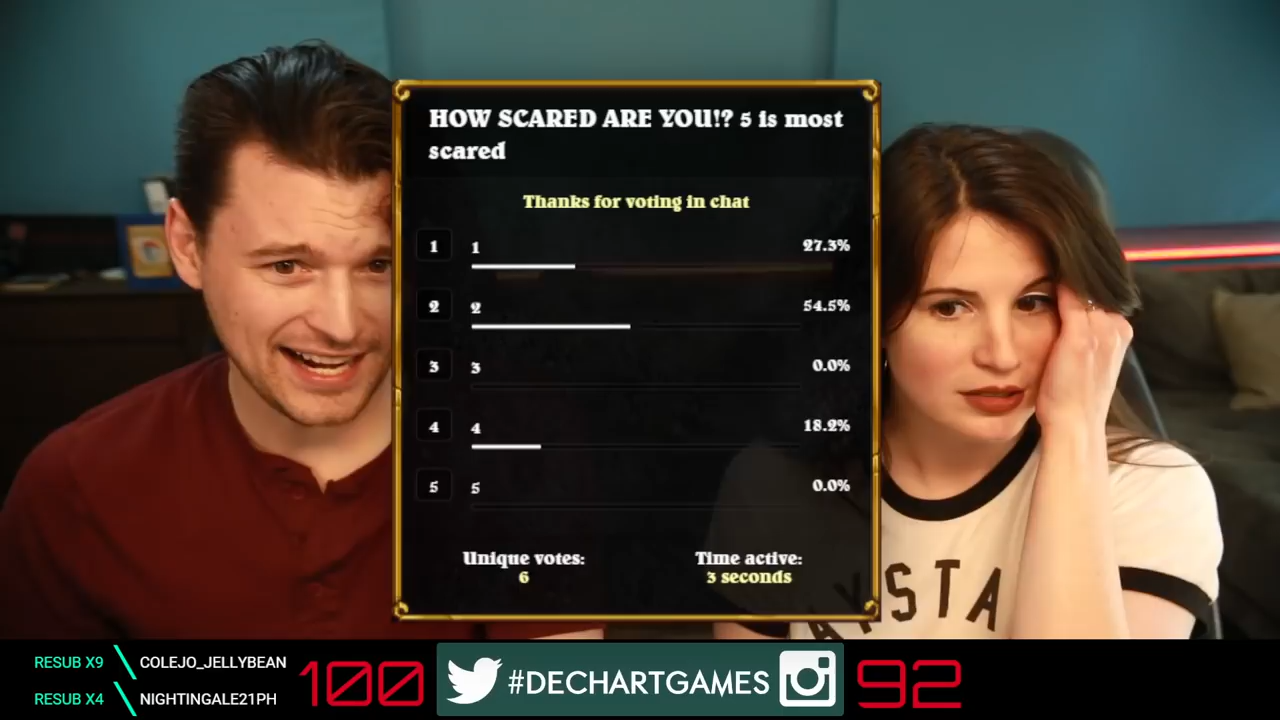 HOW SCARED ARE YOU!? 5 is most
scared
Thanks for voting in chat
1 1 27.3%
2 2 54.5%
3 3 0.0%
4 4 18.2%
5 5 0.0%
Unique votes: Time active:
6 3 seconds
RESUB X9 COLEJO_JELLYBEAN
RESUB X4 NIGHTINGALE21PH
100 #DECHARTGAMES 92